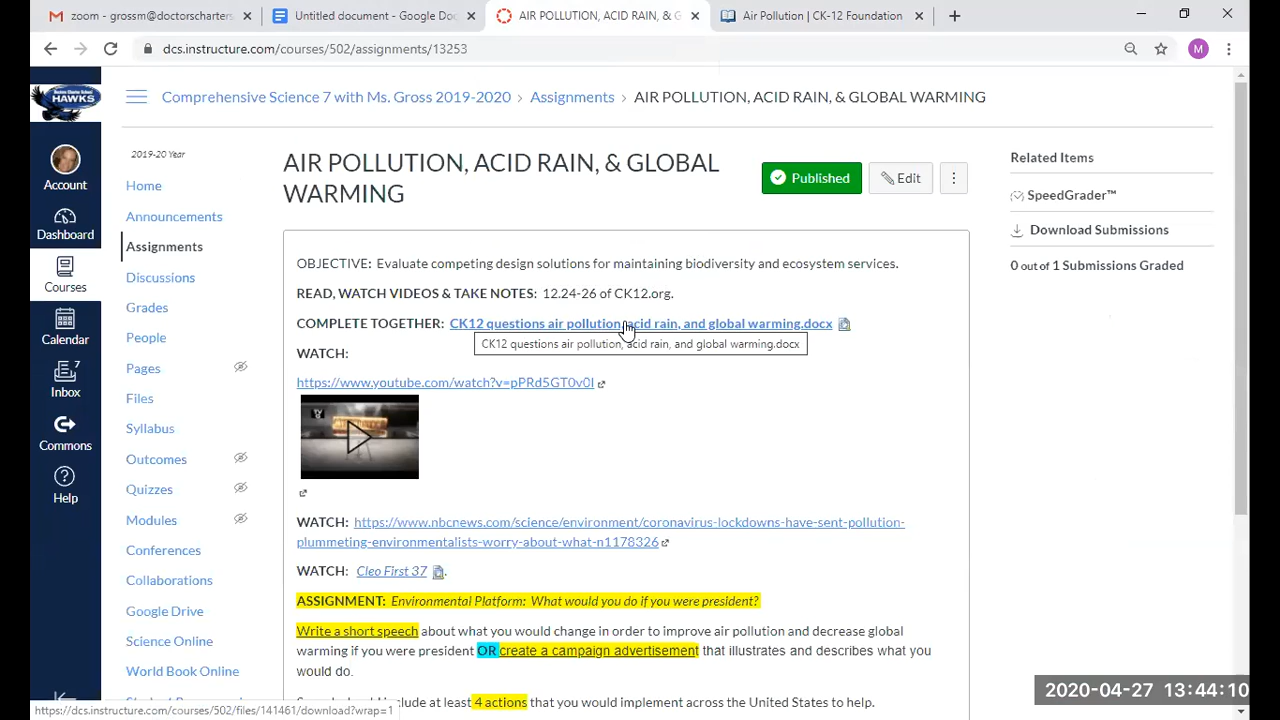 zoom - grossm@doctorscharter
Untitled document - Google Doc
AIR POLLUTION, ACID RAIN, & G
Air Pollution | CK-12 Foundation
dcs.instructure.com/courses/502/assignments/13253
M
HAWKS
Comprehensive Science 7 with Ms. Gross 2019-2020 › Assignments › AIR POLLUTION, ACID RAIN, & GLOBAL WARMING
2019-20 Year
Account
Dashboard
Courses
Calendar
Inbox
Commons
Help
Home
Announcements
Assignments
Discussions
Grades
People
Pages
Files
Syllabus
Outcomes
Quizzes
Modules
Conferences
Collaborations
Google Drive
Science Online
World Book Online
AIR POLLUTION, ACID RAIN, & GLOBAL
WARMING
Published
Edit
OBJECTIVE: Evaluate competing design solutions for maintaining biodiversity and ecosystem services.
READ, WATCH VIDEOS & TAKE NOTES: 12.24-26 of CK12.org.
COMPLETE TOGETHER: CK12 questions air pollution, acid rain, and global warming.docx
CK12 questions air pollution, acid rain, and global warming.docx
WATCH:
https://www.youtube.com/watch?v=pPRd5GT0v0I
WATCH: https://www.nbcnews.com/science/environment/coronavirus-lockdowns-have-sent-pollution-
plummeting-environmentalists-worry-about-what-n1178326
WATCH: Cleo First 37 .
ASSIGNMENT: Environmental Platform: What would you do if you were president?
Write a short speech about what you would change in order to improve air pollution and decrease global
warming if you were president OR create a campaign advertisement that illustrates and describes what you
would do.
include at least 4 actions that you would implement across the United States to help.
Related Items
SpeedGrader™
Download Submissions
0 out of 1 Submissions Graded
https://dcs.instructure.com/courses/502/files/141461/download?wrap=1
2020-04-27 13:44:10